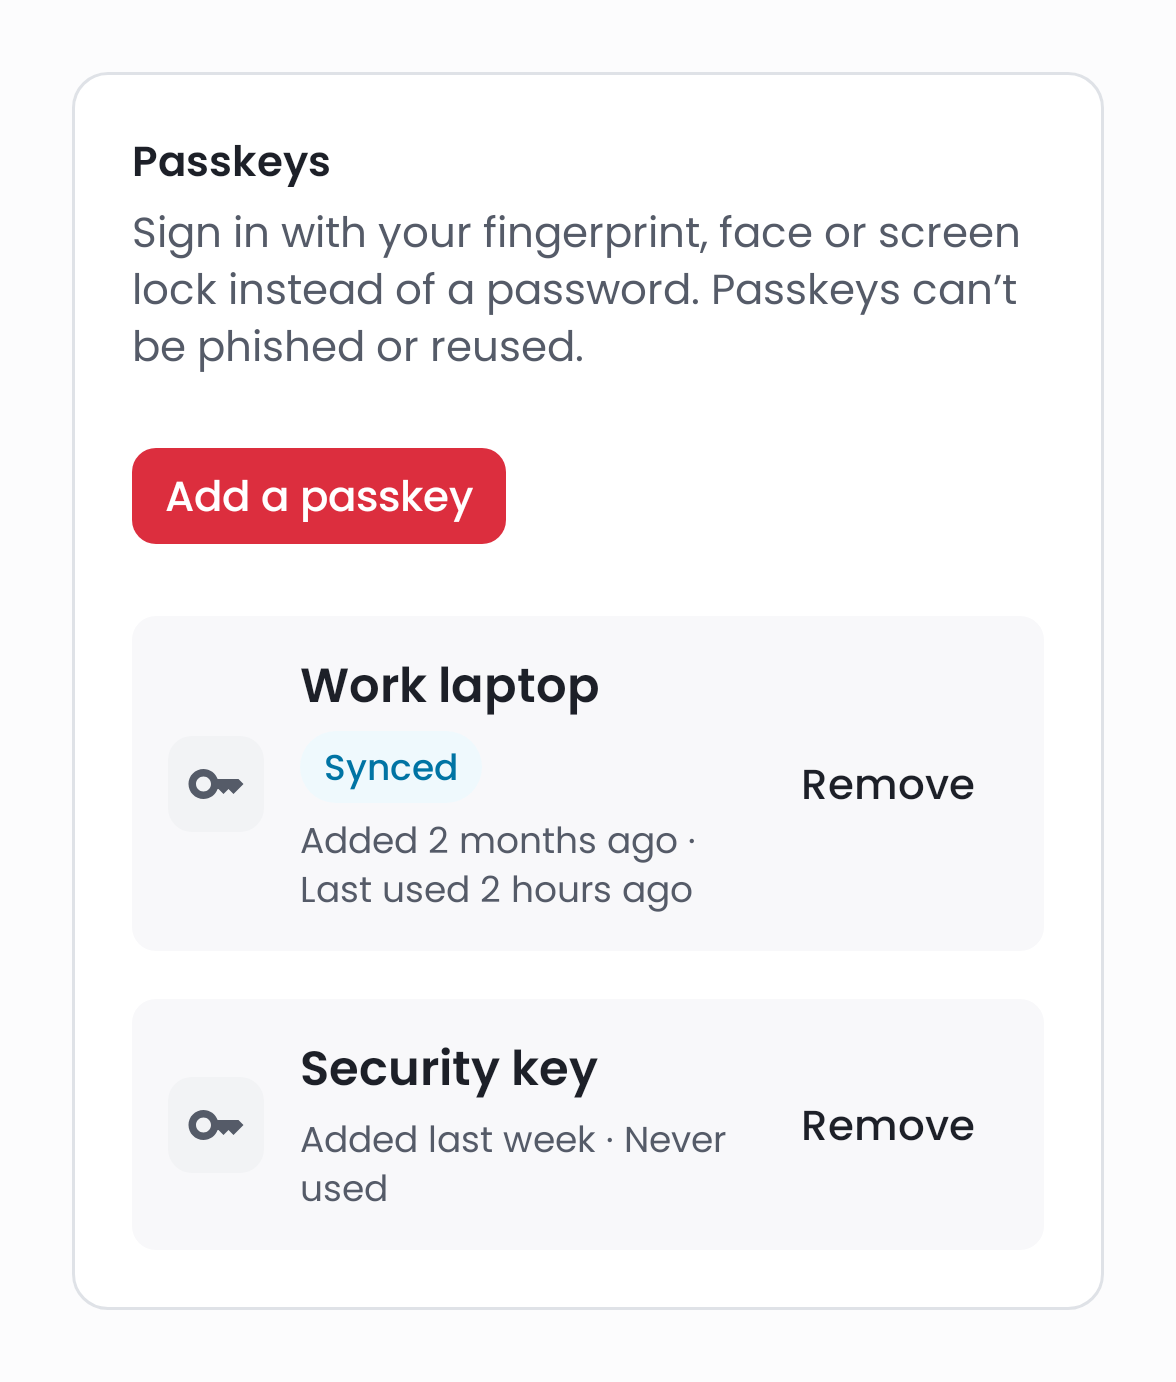 Passkeys
Sign in with your fingerprint, face or screen
lock instead of a password. Passkeys can’t
be phished or reused.
Add a passkey
Work laptop
Synced
Added 2 months ago ·
Last used 2 hours ago
Remove
Security key
Added last week · Never
used
Remove